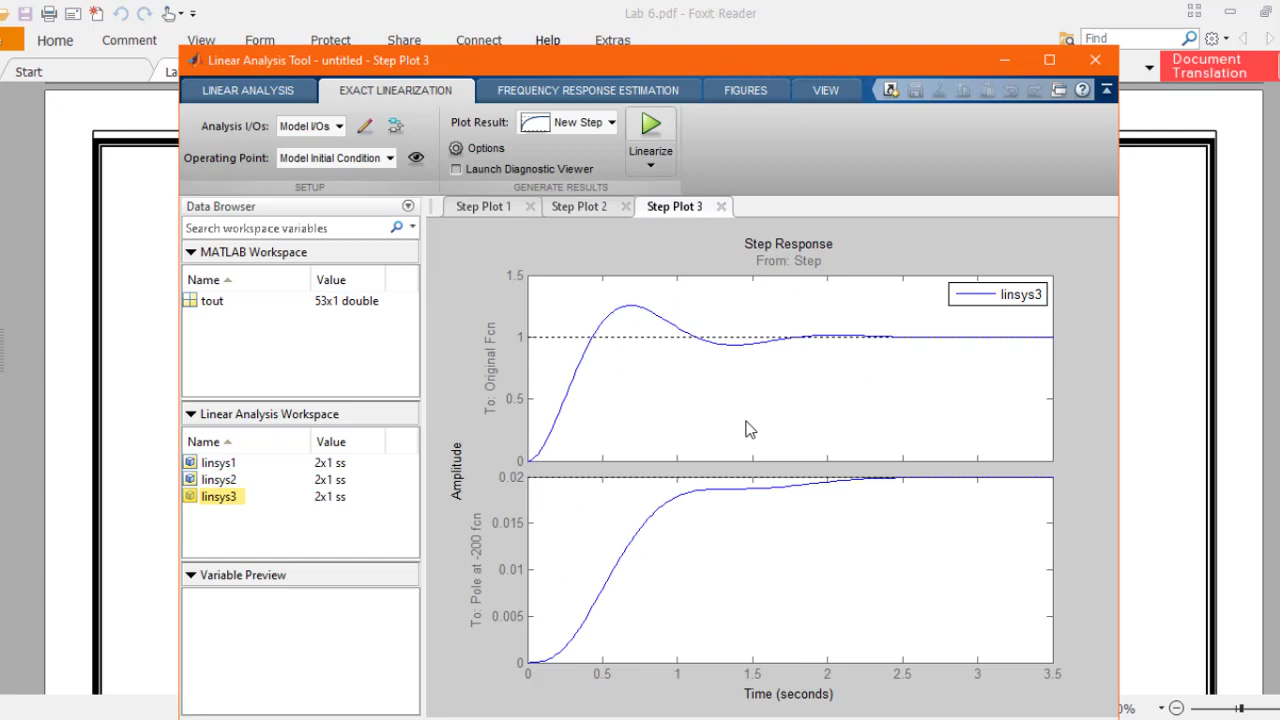 Lab 6.pdf - Foxit Reader
Home Comment View Form Protect Share Connect Help Extras Find
Start La
Document Translation
Linear Analysis Tool - untitled - Step Plot 3
LINEAR ANALYSIS EXACT LINEARIZATION FREQUENCY RESPONSE ESTIMATION FIGURES VIEW
Analysis I/Os: Model I/Os
Operating Point: Model Initial Condition
SETUP
Plot Result: New Step
Options
Launch Diagnostic Viewer
Linearize
GENERATE RESULTS
Data Browser
Search workspace variables
MATLAB Workspace
Name Value
tout 53x1 double
Linear Analysis Workspace
Name Value
linsys1 2x1 ss
linsys2 2x1 ss
linsys3 2x1 ss
Variable Preview
Step Plot 1 Step Plot 2 Step Plot 3
Step Response
From: Step
linsys3
1.5
1
0.5
0
To: Original Fcn
Amplitude
0.02
0.015
0.01
0.005
0
To: Pole at -200 fcn
0 0.5 1 1.5 2 2.5 3 3.5
Time (seconds)
0%